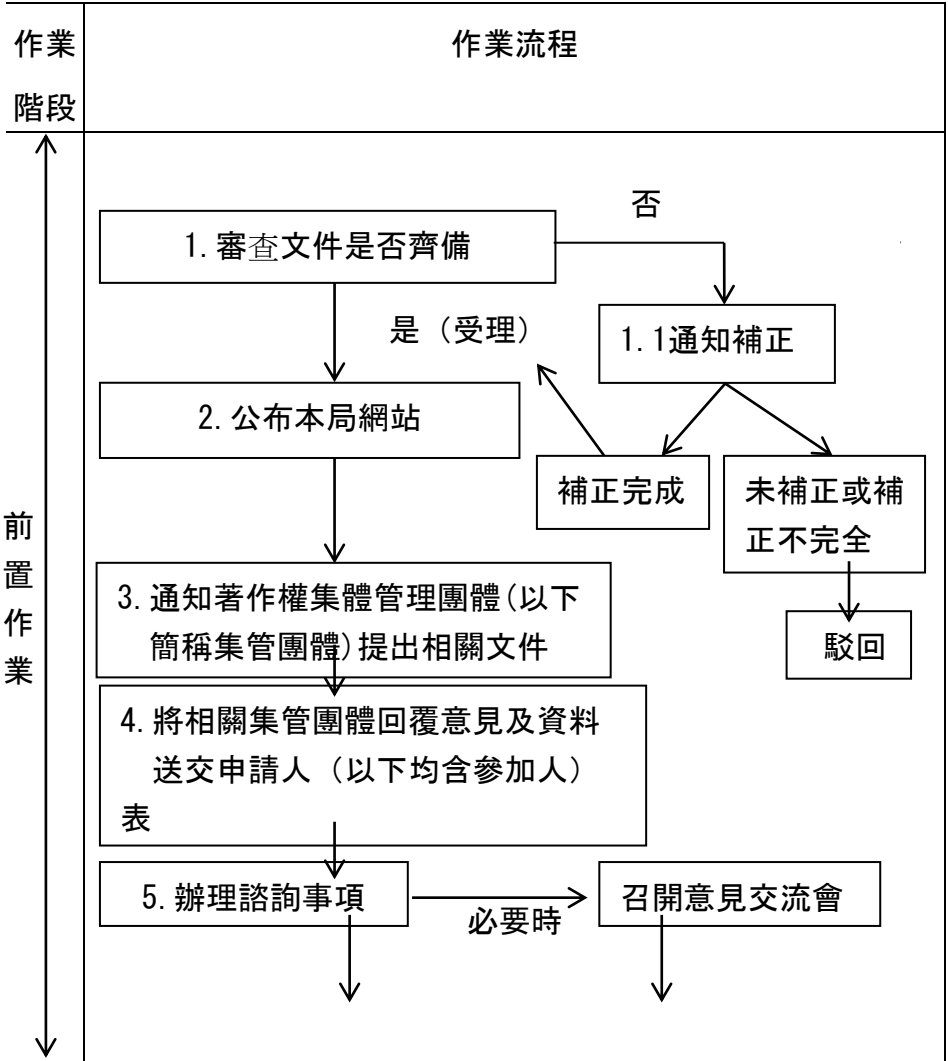 作業
階段
作業流程
前
置
作
業
1.審查文件是否齊備
否
是（受理）
1.1通知補正
2.公布本局網站
補正完成
未補正或補
正不完全
駁回
3.通知著作權集體管理團體(以下
簡稱集管團體)提出相關文件
4.將相關集管團體回覆意見及資料
送交申請人（以下均含參加人）
表
5.辦理諮詢事項
必要時
召開意見交流會